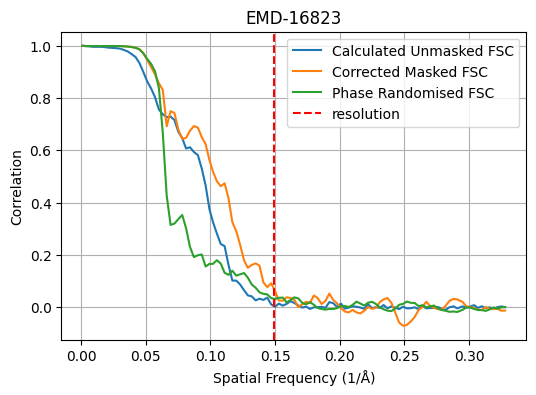 EMD-16823
Calculated Unmasked FSC
Corrected Masked FSC
Phase Randomised FSC
resolution
Correlation
1.0
0.8
0.6
0.4
0.2
0.0
0.00 0.05 0.10 0.15 0.20 0.25 0.30
Spatial Frequency (1/Å)